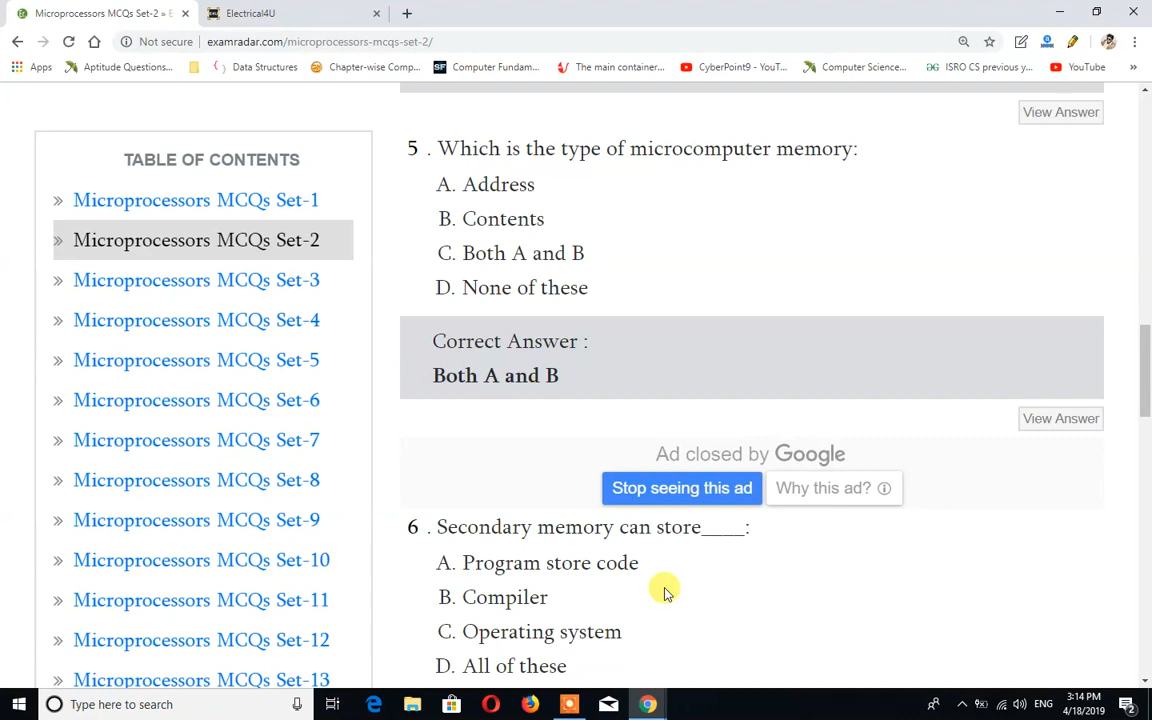 Microprocessors MCQs Set-2 » E
Electrical4U
Not secure
examradar.com/microprocessors-mcqs-set-2/
Apps
Aptitude Questions...
Data Structures
Chapter-wise Comp...
Computer Fundam...
The main container...
CyberPoint9 - YouT...
Computer Science...
ISRO CS previous y...
YouTube
View Answer
TABLE OF CONTENTS
Microprocessors MCQs Set-1
Microprocessors MCQs Set-2
Microprocessors MCQs Set-3
Microprocessors MCQs Set-4
Microprocessors MCQs Set-5
Microprocessors MCQs Set-6
Microprocessors MCQs Set-7
Microprocessors MCQs Set-8
Microprocessors MCQs Set-9
Microprocessors MCQs Set-10
Microprocessors MCQs Set-11
Microprocessors MCQs Set-12
Microprocessors MCQs Set-13
5 . Which is the type of microcomputer memory:
A. Address
B. Contents
C. Both A and B
D. None of these
Correct Answer :
Both A and B
View Answer
Ad closed by Google
Stop seeing this ad
Why this ad?
6 . Secondary memory can store____:
A. Program store code
B. Compiler
C. Operating system
D. All of these
Type here to search
ENG
3:14 PM
4/18/2019
2